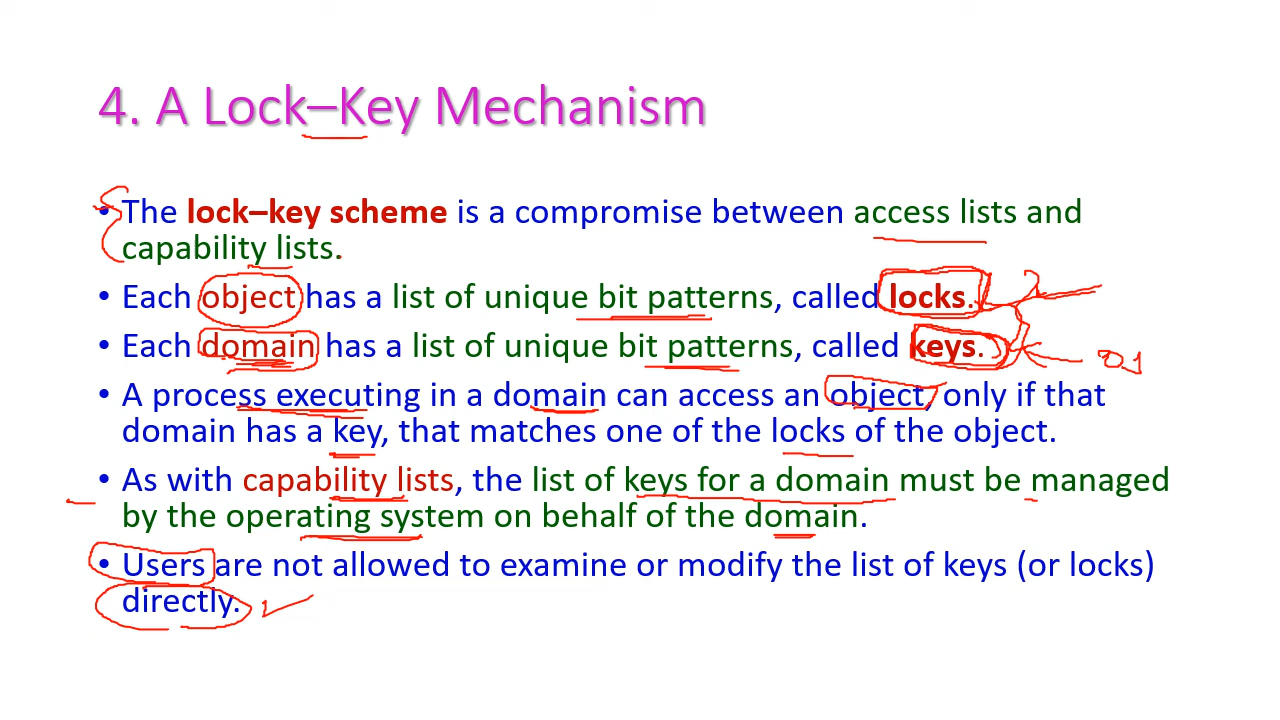 4. A Lock–Key Mechanism
• The lock–key scheme is a compromise between access lists and
capability lists.
• Each object has a list of unique bit patterns, called locks.
• Each domain has a list of unique bit patterns, called keys.
• A process executing in a domain can access an object, only if that
domain has a key, that matches one of the locks of the object.
• As with capability lists, the list of keys for a domain must be managed
by the operating system on behalf of the domain.
• Users are not allowed to examine or modify the list of keys (or locks)
directly.